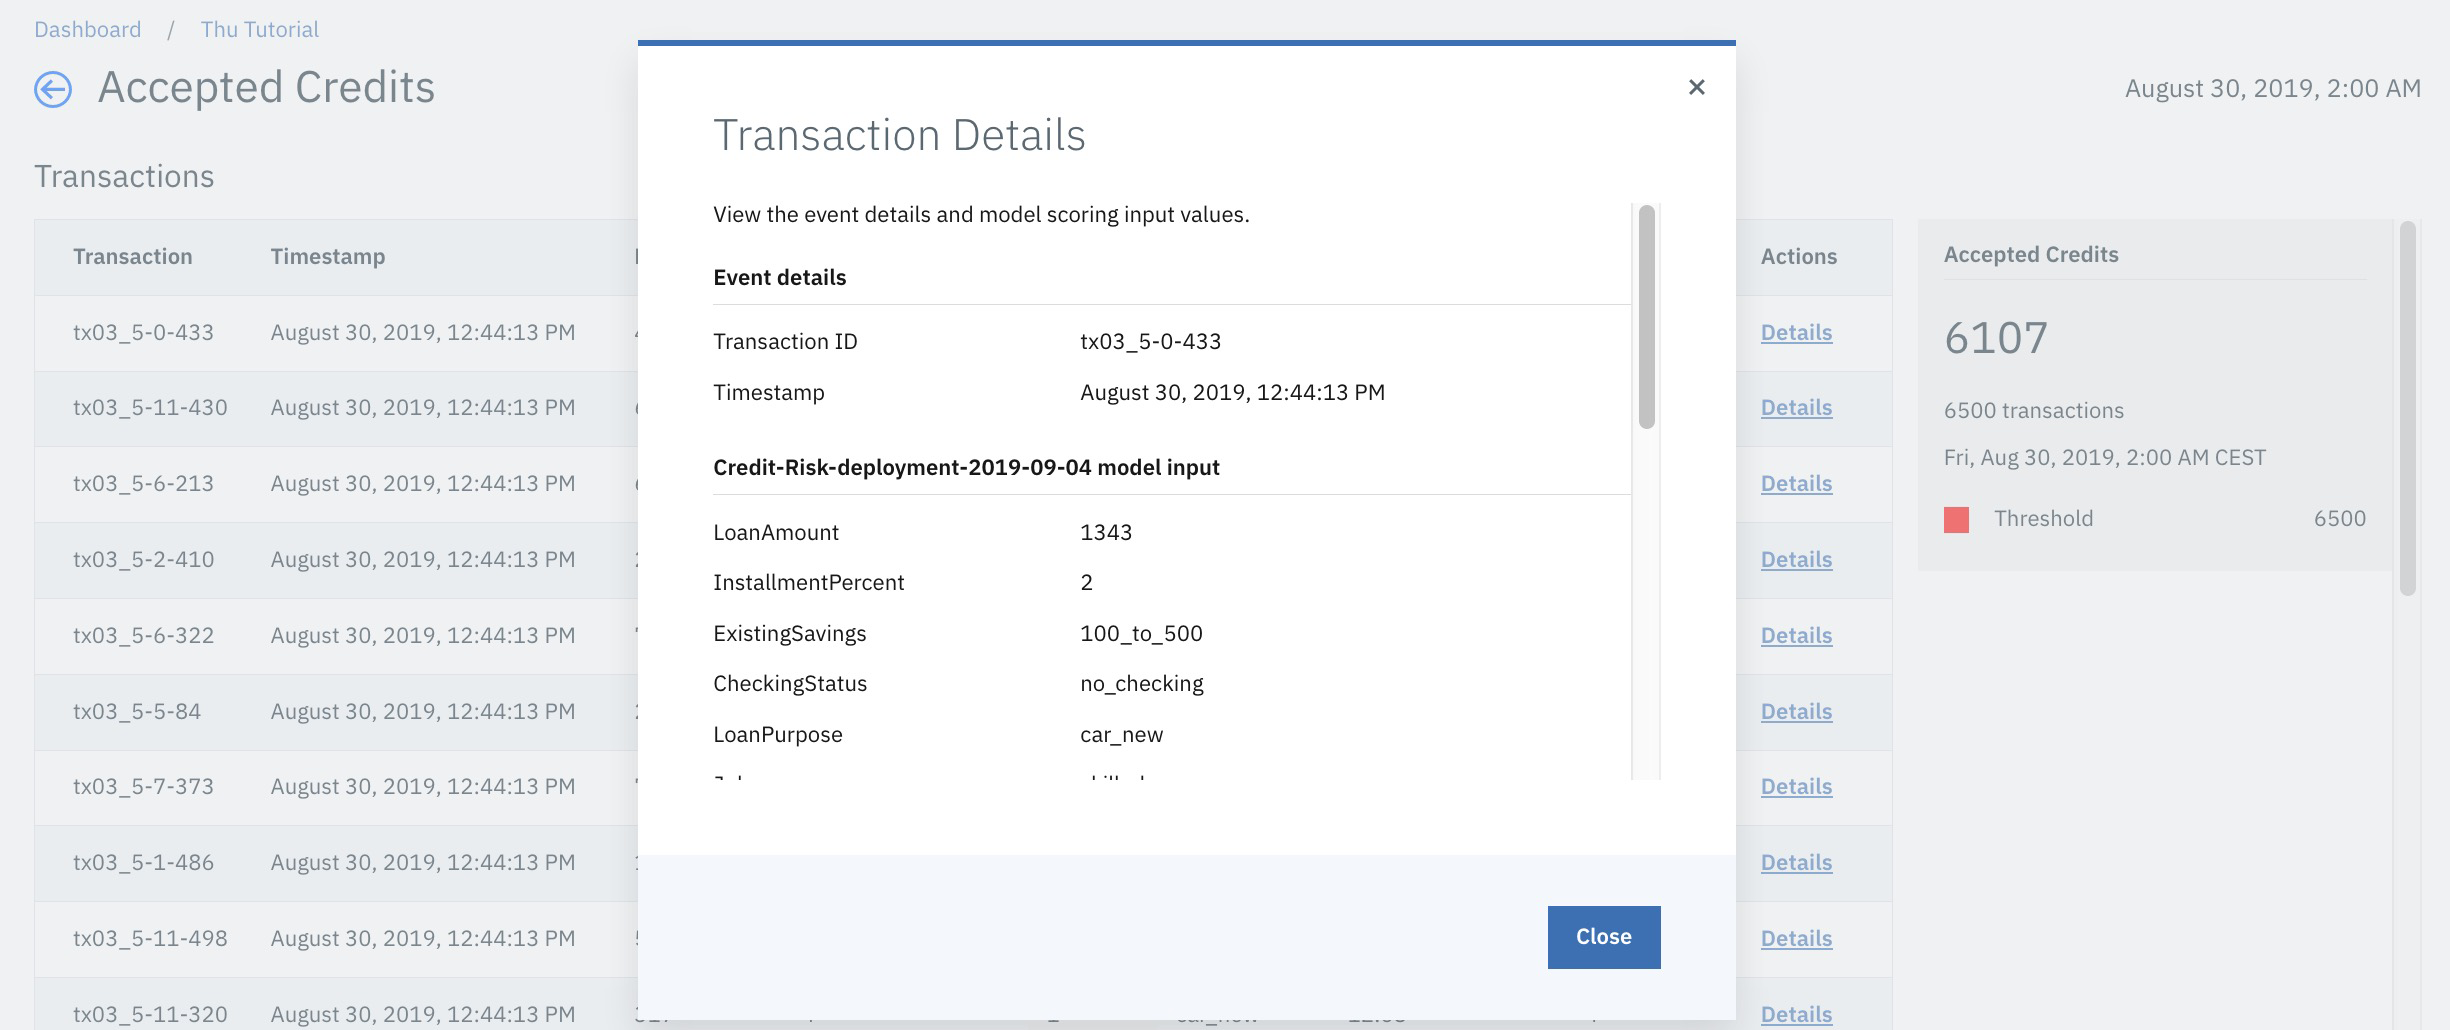 Dashboard / Thu Tutorial
Accepted Credits
August 30, 2019, 2:00 AM
Transactions
Transaction Timestamp Actions
tx03_5-0-433 August 30, 2019, 12:44:13 PM Details
tx03_5-11-430 August 30, 2019, 12:44:13 PM Details
tx03_5-6-213 August 30, 2019, 12:44:13 PM Details
tx03_5-2-410 August 30, 2019, 12:44:13 PM Details
tx03_5-6-322 August 30, 2019, 12:44:13 PM Details
tx03_5-5-84 August 30, 2019, 12:44:13 PM Details
tx03_5-7-373 August 30, 2019, 12:44:13 PM Details
tx03_5-1-486 August 30, 2019, 12:44:13 PM Details
tx03_5-11-498 August 30, 2019, 12:44:13 PM Details
tx03_5-11-320 August 30, 2019, 12:44:13 PM Details
Transaction Details
View the event details and model scoring input values.
Event details
Transaction ID tx03_5-0-433
Timestamp August 30, 2019, 12:44:13 PM
Credit-Risk-deployment-2019-09-04 model input
LoanAmount 1343
InstallmentPercent 2
ExistingSavings 100_to_500
CheckingStatus no_checking
LoanPurpose car_new
Close
Accepted Credits
6107
6500 transactions
Fri, Aug 30, 2019, 2:00 AM CEST
Threshold 6500